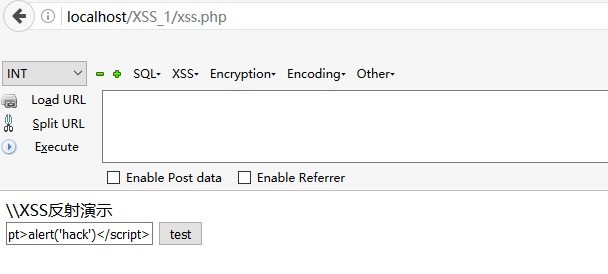 localhost/XSS_1/xss.php
INT SQL XSS Encryption Encoding Other
Load URL
Split URL
Execute
Enable Post data Enable Referrer
\\XSS反射演示
pt>alert('hack')</script> test